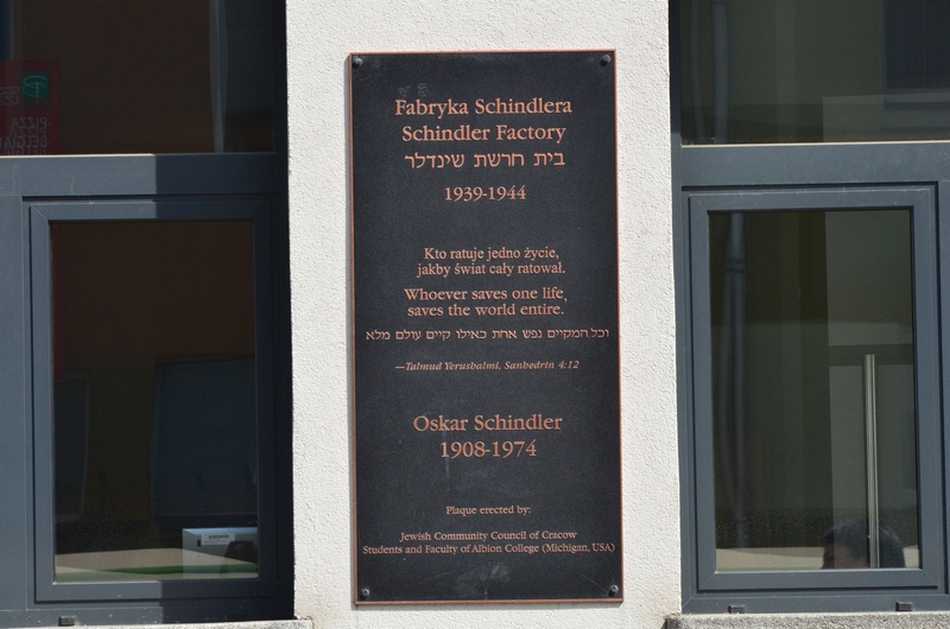 Fabryka Schindlera
Schindler Factory
בית חרשת שינדלר
1939-1944
Kto ratuje jedno życie,
jakby świat cały ratował.
Whoever saves one life,
saves the world entire.
וכל המקיים נפש אחת כאילו קיים עולם מלא
—Talmud Yerushalmi, Sanhedrin 4:12
Oskar Schindler
1908-1974
Plaque erected by:
Jewish Community Council of Cracow
Students and Faculty of Albion College (Michigan, USA)
PIZZA